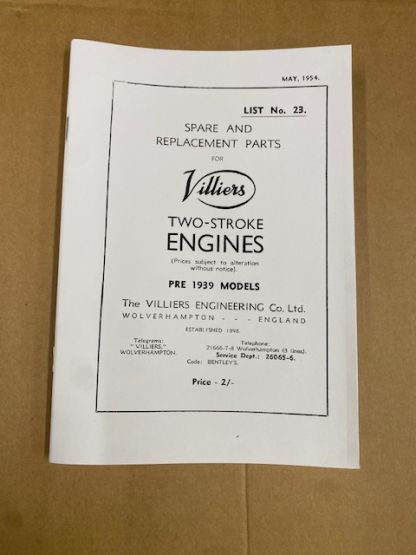 MAY, 1954.
LIST No. 23.
SPARE AND
REPLACEMENT PARTS
FOR
Villiers
TWO-STROKE
ENGINES
(Prices subject to alteration
without notice).
PRE 1939 MODELS
The VILLIERS ENGINEERING Co. Ltd.
WOLVERHAMPTON - - - ENGLAND
ESTABLISHED 1898.
Telegrams:
"VILLIERS,"
WOLVERHAMPTON.
Telephone:
21666-7-8 Wolverhampton (5 lines).
Service Dept.: 26065-6.
Code: BENTLEY'S.
Price - 2/-